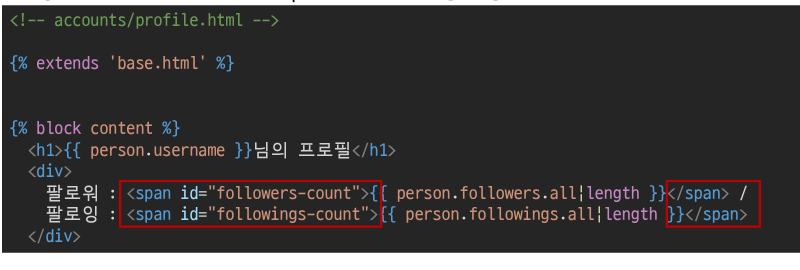 <!-- accounts/profile.html -->
{% extends 'base.html' %}
{% block content %}
<h1>{{ person.username }}님의 프로필</h1>
<div>
팔로워 : <span id="followers-count">{{ person.followers.all|length }}</span> /
팔로잉 : <span id="followings-count">{{ person.followings.all|length }}</span>
</div>